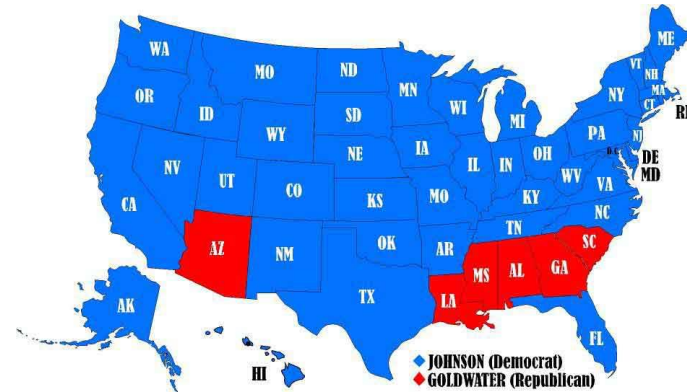 WA
MO
ND
MN
ME
VT
NH
MA
CT
RI
NY
OR
ID
SD
WI
MI
WY
PA
NJ
D.C.
DE
MD
NE
IA
IL
IN
OH
WV
VA
NV
UT
CO
KS
MO
KY
CA
NC
TN
AZ
NM
OK
AR
SC
MS
AL
GA
TX
LA
AK
FL
HI
JOHNSON (Democrat)
GOLDWATER (Republican)